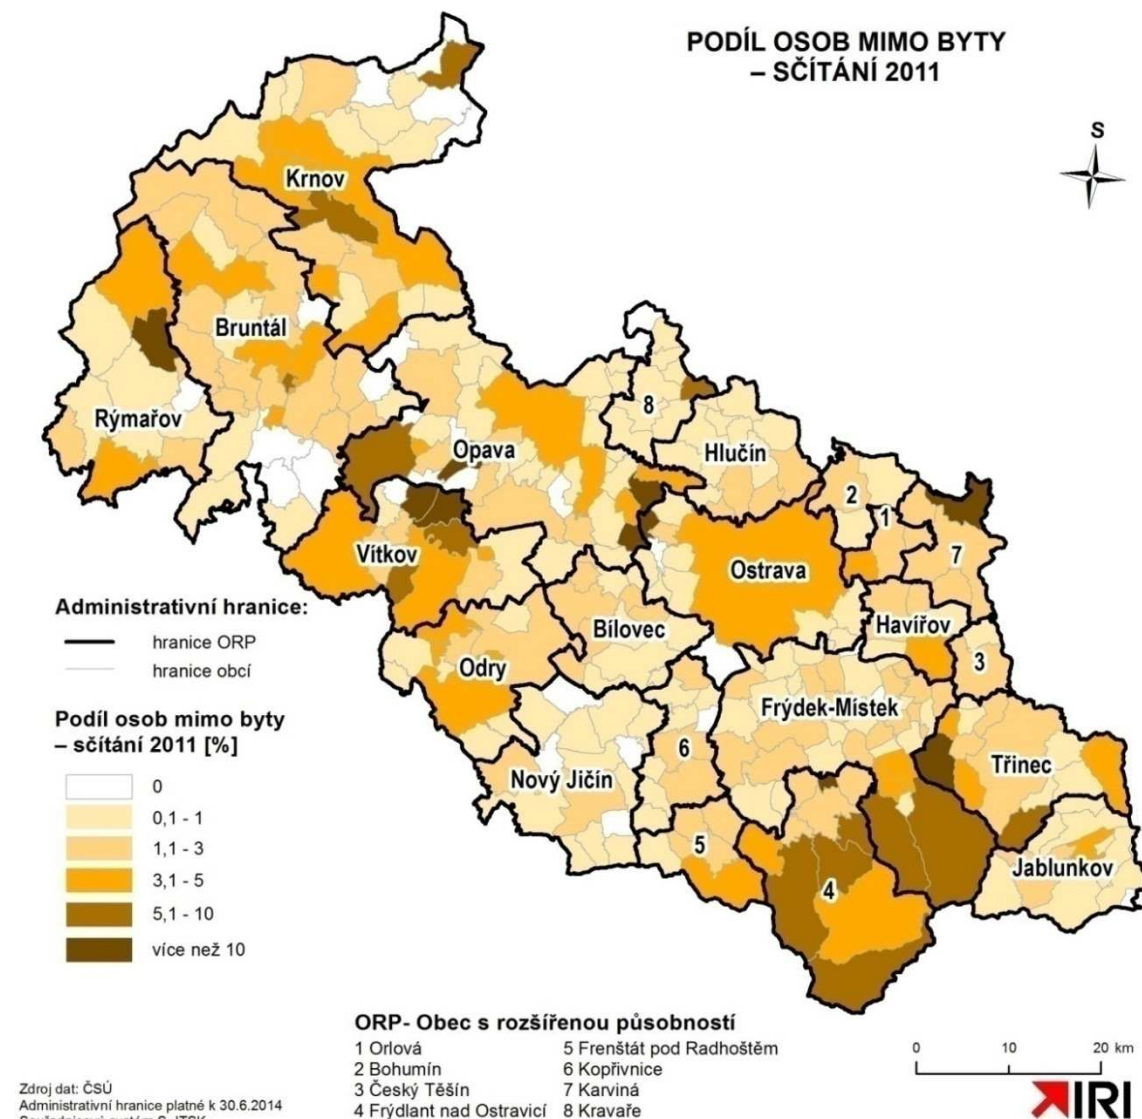 PODÍL OSOB MIMO BYTY
– SČÍTÁNÍ 2011
S
Krnov
Bruntál
Rýmařov
Opava
8
Hlučín
2
1
7
Vítkov
Ostrava
Havířov
3
Bílovec
Odry
Frýdek-Místek
6
Třinec
Nový Jičín
5
4
Jablunkov
Administrativní hranice:
hranice ORP
hranice obcí
Podíl osob mimo byty
– sčítání 2011 [%]
0
0,1 - 1
1,1 - 3
3,1 - 5
5,1 - 10
více než 10
ORP- Obec s rozšířenou působností
1 Orlová
2 Bohumín
3 Český Těšín
4 Frýdlant nad Ostravicí
5 Frenštát pod Radhoštěm
6 Kopřivnice
7 Karviná
8 Kravaře
0 10 20 km
IRI
Zdroj dat: ČSÚ
Administrativní hranice platné k 30.6.2014